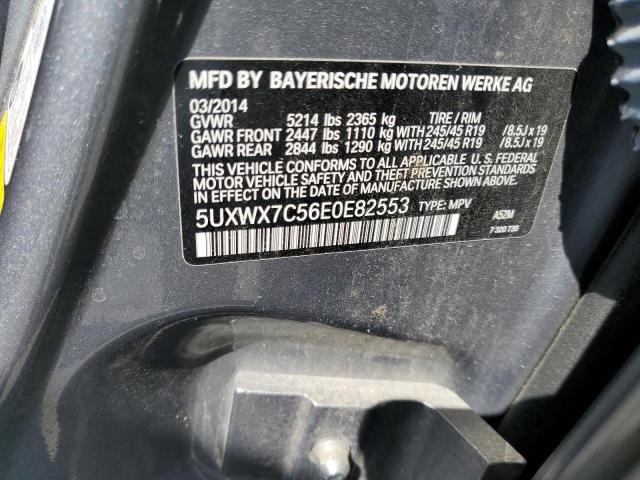 MFD BY BAYERISCHE MOTOREN WERKE AG
03/2014
GVWR 5214 lbs 2365 kg TIRE / RIM
GAWR FRONT 2447 lbs 1110 kg WITH 245/45 R19 / 8.5J x 19
GAWR REAR 2844 lbs 1290 kg WITH 245/45 R19 / 8.5J x 19
THIS VEHICLE CONFORMS TO ALL APPLICABLE U. S. FEDERAL
MOTOR VEHICLE SAFETY AND THEFT PREVENTION STANDARDS
IN EFFECT ON THE DATE OF MANUFACTURE SHOWN ABOVE.
5UXWX7C56E0E82553 TYPE: MPV A52M
7 320 730